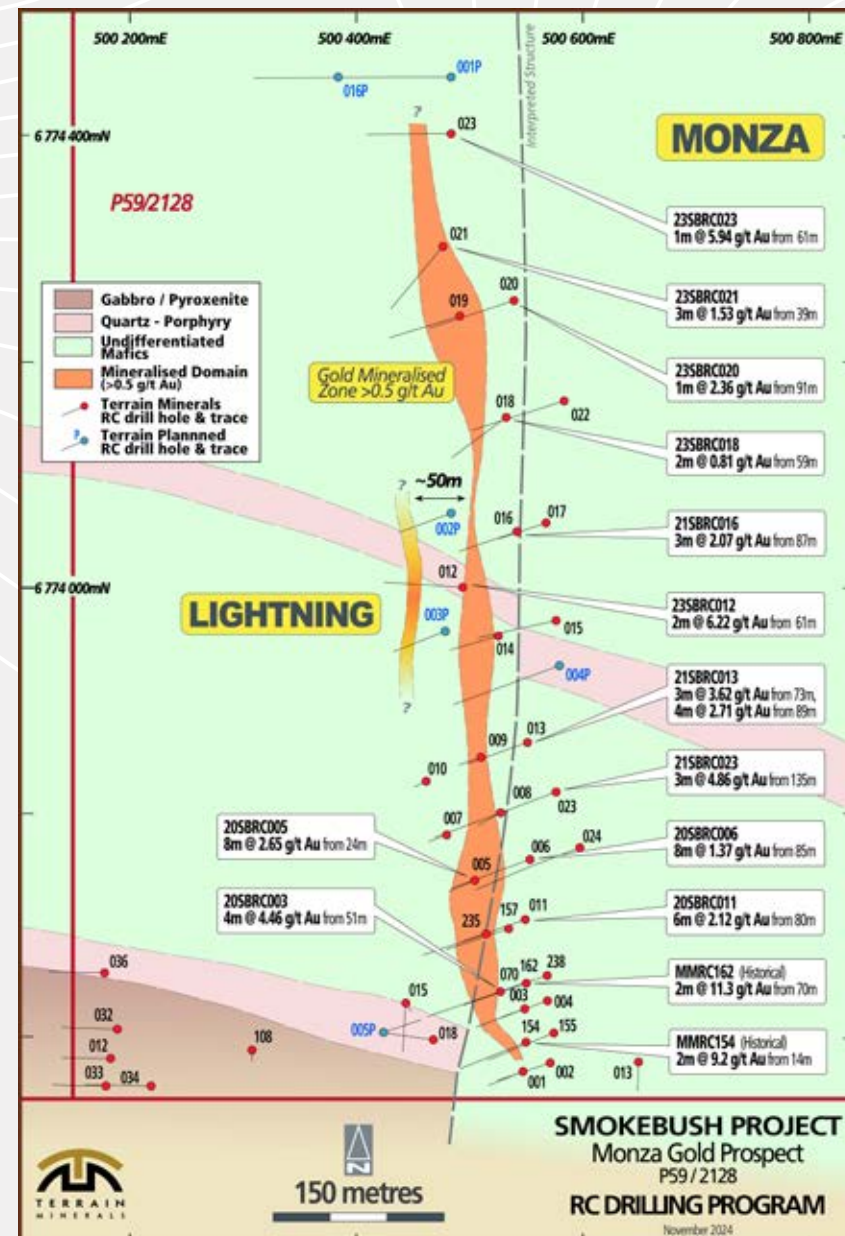 500 200mE
500 400mE
500 600mE
500 800mE
001P
016P
Interpreted Structure
?
023
6 774 400mN
MONZA
P59/2128
23SBRC023
1m @ 5.94 g/t Au from 61m
021
020
019
23SBRC021
3m @ 1.53 g/t Au from 39m
Gabbro / Pyroxenite
Quartz - Porphyry
Undifferentiated
Mafics
Mineralised Domain
(>0.5 g/t Au)
Terrain Minerals
RC drill hole & trace
?
Terrain Plannned
RC drill hole & trace
Gold Mineralised
Zone >0.5 g/t Au
23SBRC020
1m @ 2.36 g/t Au from 91m
018
022
23SBRC018
2m @ 0.81 g/t Au from 59m
~50m
?
002P
016
017
21SBRC016
3m @ 2.07 g/t Au from 87m
012
6 774 000mN
LIGHTNING
003P
23SBRC012
2m @ 6.22 g/t Au from 61m
015
014
004P
?
21SBRC013
3m @ 3.62 g/t Au from 73m,
4m @ 2.71 g/t Au from 89m
013
009
010
008
023
21SBRC023
3m @ 4.86 g/t Au from 135m
007
20SBRC005
8m @ 2.65 g/t Au from 24m
024
006
005
20SBRC006
8m @ 1.37 g/t Au from 85m
20SBRC003
4m @ 4.46 g/t Au from 51m
235
157
011
20SBRC011
6m @ 2.12 g/t Au from 80m
036
070
162
238
003
004
MMRC162 (Historical)
2m @ 11.3 g/t Au from 70m
015
032
005P
018
154
155
012
108
MMRC154 (Historical)
2m @ 9.2 g/t Au from 14m
033
034
001
002
013
TERRAIN
MINERALS
N
150 metres
SMOKEBUSH PROJECT
Monza Gold Prospect
P59 / 2128
RC DRILLING PROGRAM
November 2024